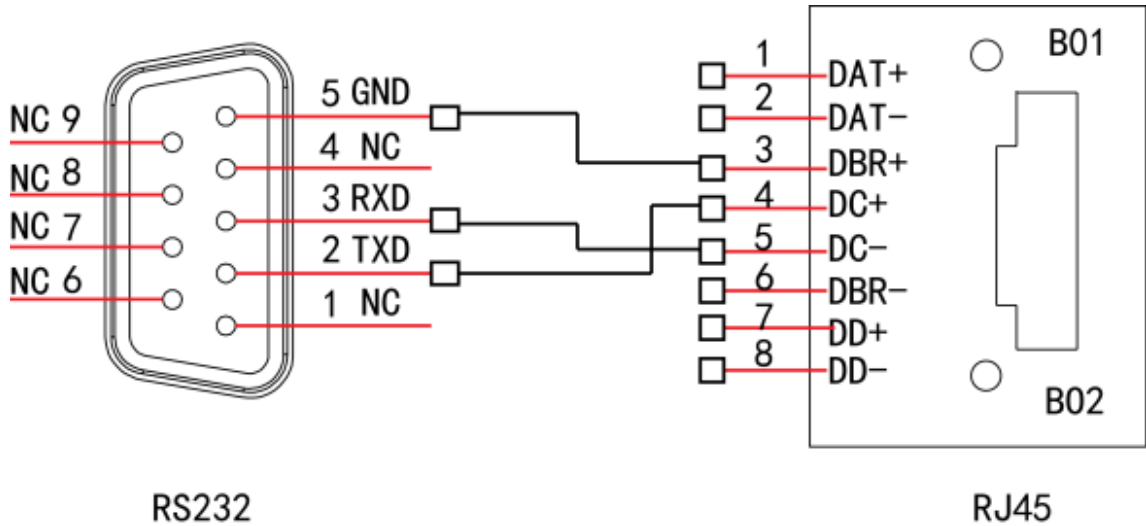 NC 9
NC 8
NC 7
NC 6
5 GND
4 NC
3 RXD
2 TXD
1 NC
1 DAT+
2 DAT-
3 DBR+
4 DC+
5 DC-
6 DBR-
7 DD+
8 DD-
B01
B02
RS232
RJ45